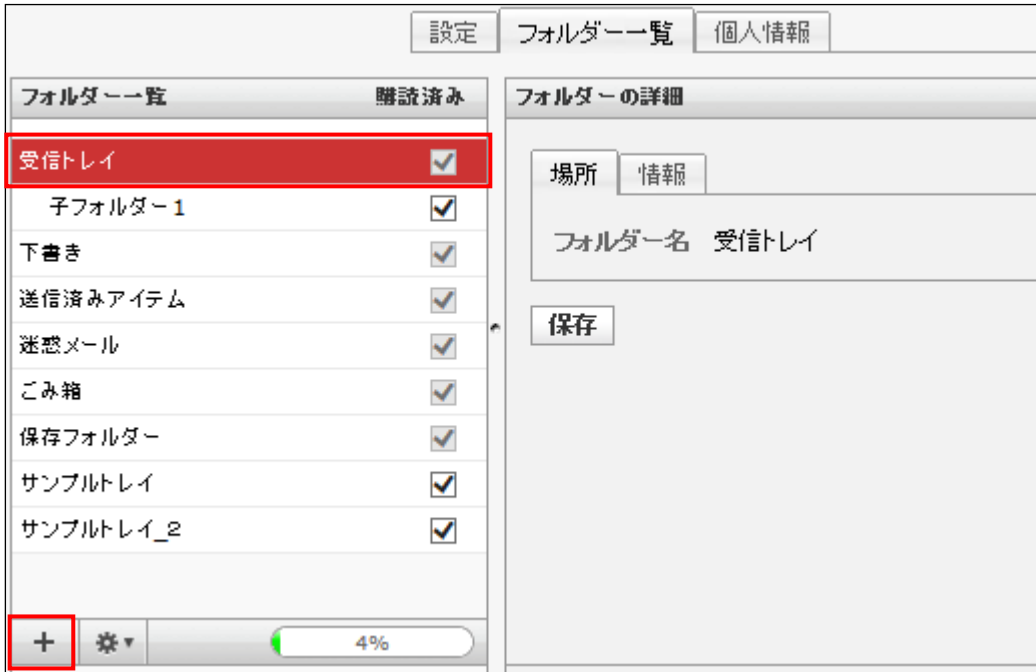 設定 フォルダー一覧 個人情報
フォルダー一覧 購読済み
フォルダーの詳細
受信トレイ
子フォルダー1
下書き
送信済みアイテム
迷惑メール
ごみ箱
保存フォルダー
サンプルトレイ
サンプルトレイ_2
4%
場所 情報
フォルダー名 受信トレイ
保存